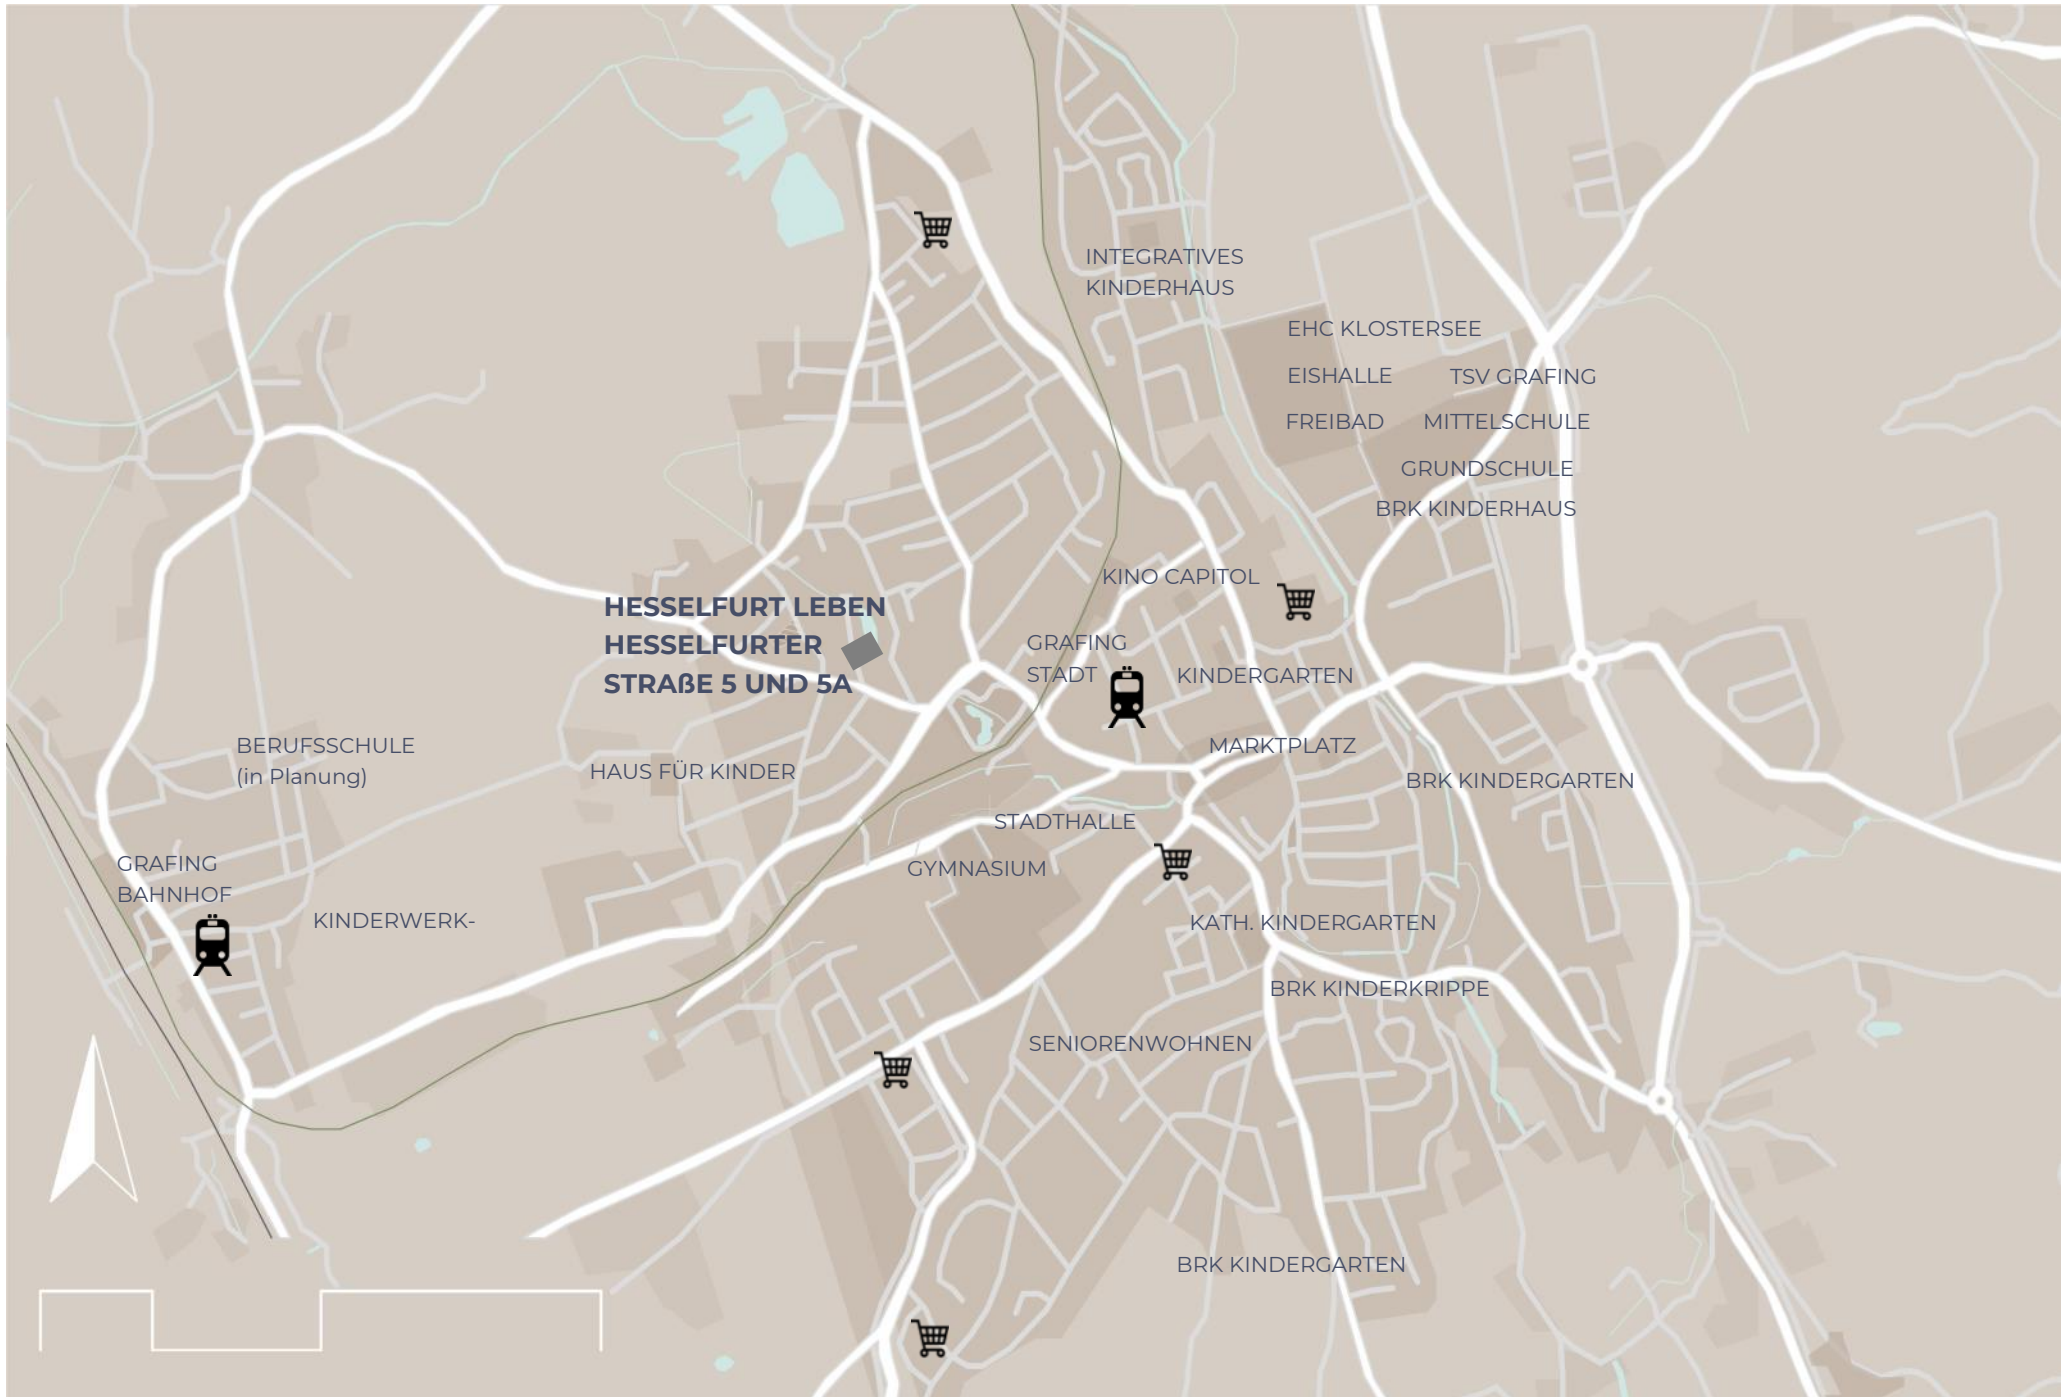 INTEGRATIVES
KINDERHAUS
EHC KLOSTERSEE
EISHALLE
TSV GRAFING
FREIBAD
MITTELSCHULE
GRUNDSCHULE
BRK KINDERHAUS
KINO CAPITOL
HESSELFURT LEBEN
HESSELFURTER
STRAßE 5 UND 5A
GRAFING
STADT
KINDERGARTEN
MARKTPLATZ
BERUFSSCHULE
(in Planung)
HAUS FÜR KINDER
BRK KINDERGARTEN
STADTHALLE
GRAFING
BAHNHOF
GYMNASIUM
KINDERWERK-
KATH. KINDERGARTEN
BRK KINDERKRIPPE
SENIORENWOHNEN
BRK KINDERGARTEN